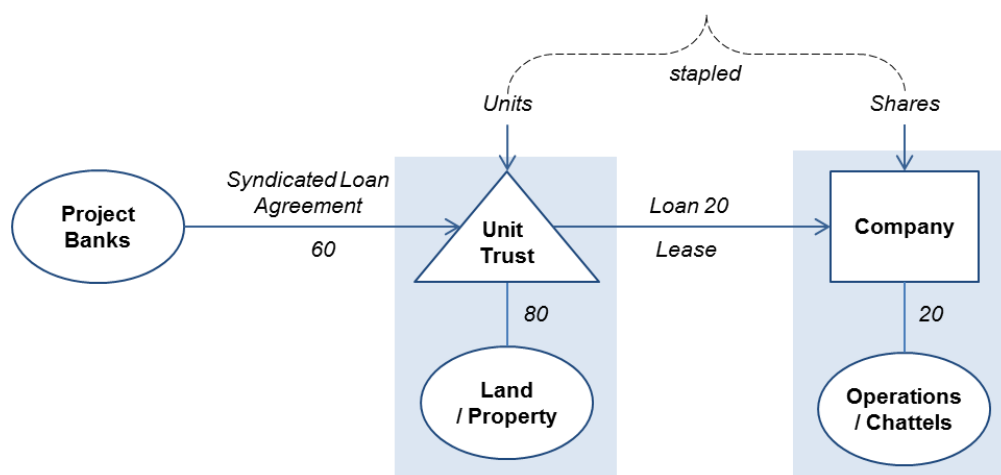 stapled
Units
Shares
Syndicated Loan
Agreement
60
Project
Banks
Unit
Trust
Loan 20
Lease
Company
80
20
Land
/ Property
Operations
/ Chattels